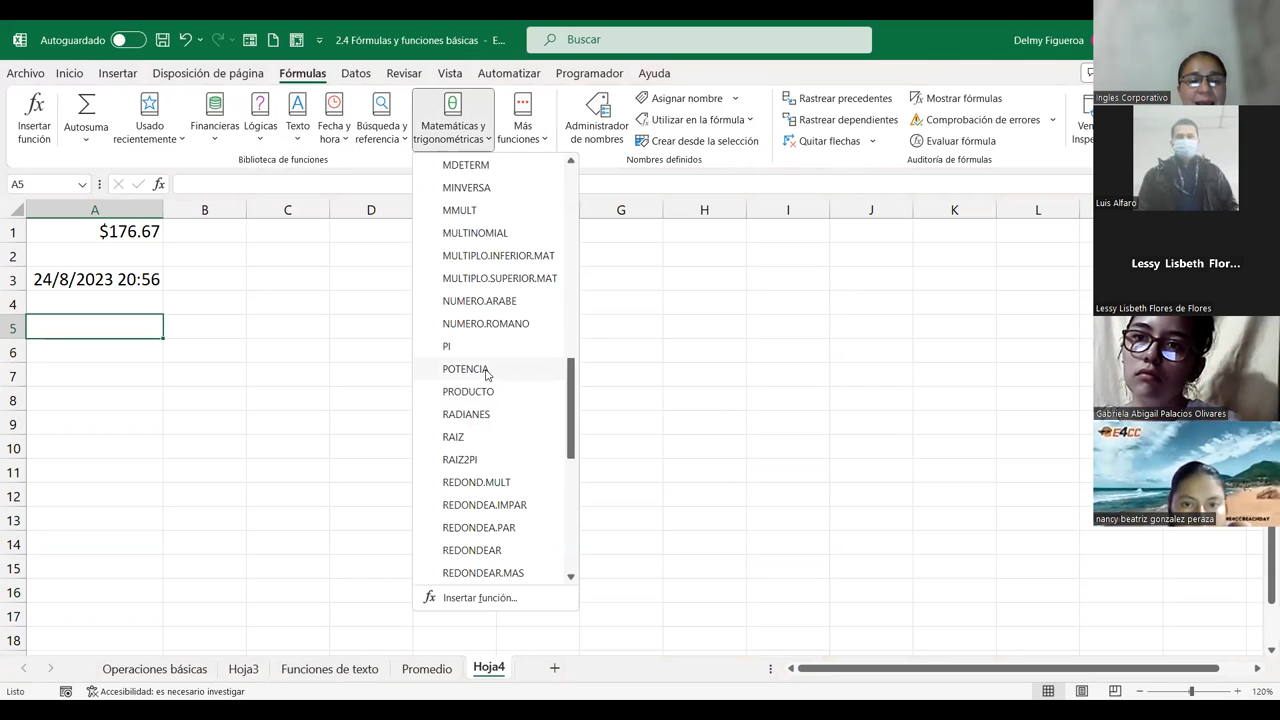 Autoguardado
2.4 Fórmulas y funciones básicas - E...
Buscar
Delmy Figueroa
Archivo Inicio Insertar Disposición de página Fórmulas Datos Revisar Vista Automatizar Programador Ayuda
Insertar función
Autosuma
Usado recientemente
Financieras
Lógicas
Texto
Fecha y hora
Búsqueda y referencia
Matemáticas y trigonométricas
Más funciones
Biblioteca de funciones
Administrador de nombres
Asignar nombre
Utilizar en la fórmula
Crear desde la selección
Nombres definidos
Rastrear precedentes
Rastrear dependientes
Quitar flechas
Mostrar fórmulas
Comprobación de errores
Evaluar fórmula
Auditoría de fórmulas
Ven
Inspe
A5
fx
A B C D G H I J K L
1 $176.67
2
3 24/8/2023 20:56
4
5
6
7
8
9
10
11
12
13
14
15
16
17
18
MDETERM
MINVERSA
MMULT
MULTINOMIAL
MULTIPLO.INFERIOR.MAT
MULTIPLO.SUPERIOR.MAT
NUMERO.ARABE
NUMERO.ROMANO
PI
POTENCIA
PRODUCTO
RADIANES
RAIZ
RAIZ2PI
REDOND.MULT
REDONDEA.IMPAR
REDONDEA.PAR
REDONDEAR
REDONDEAR.MAS
fx Insertar función...
Operaciones básicas Hoja3 Funciones de texto Promedio Hoja4
Listo
Accesibilidad: es necesario investigar
120%
Ingles Corporativo
Luis Alfaro
Lessy Lisbeth Flor...
Lessy Lisbeth Flores de Flores
Gabriela Abigail Palacios Olivares
E4CC
#E4CCREACHDAY
nancy beatriz gonzalez peraza